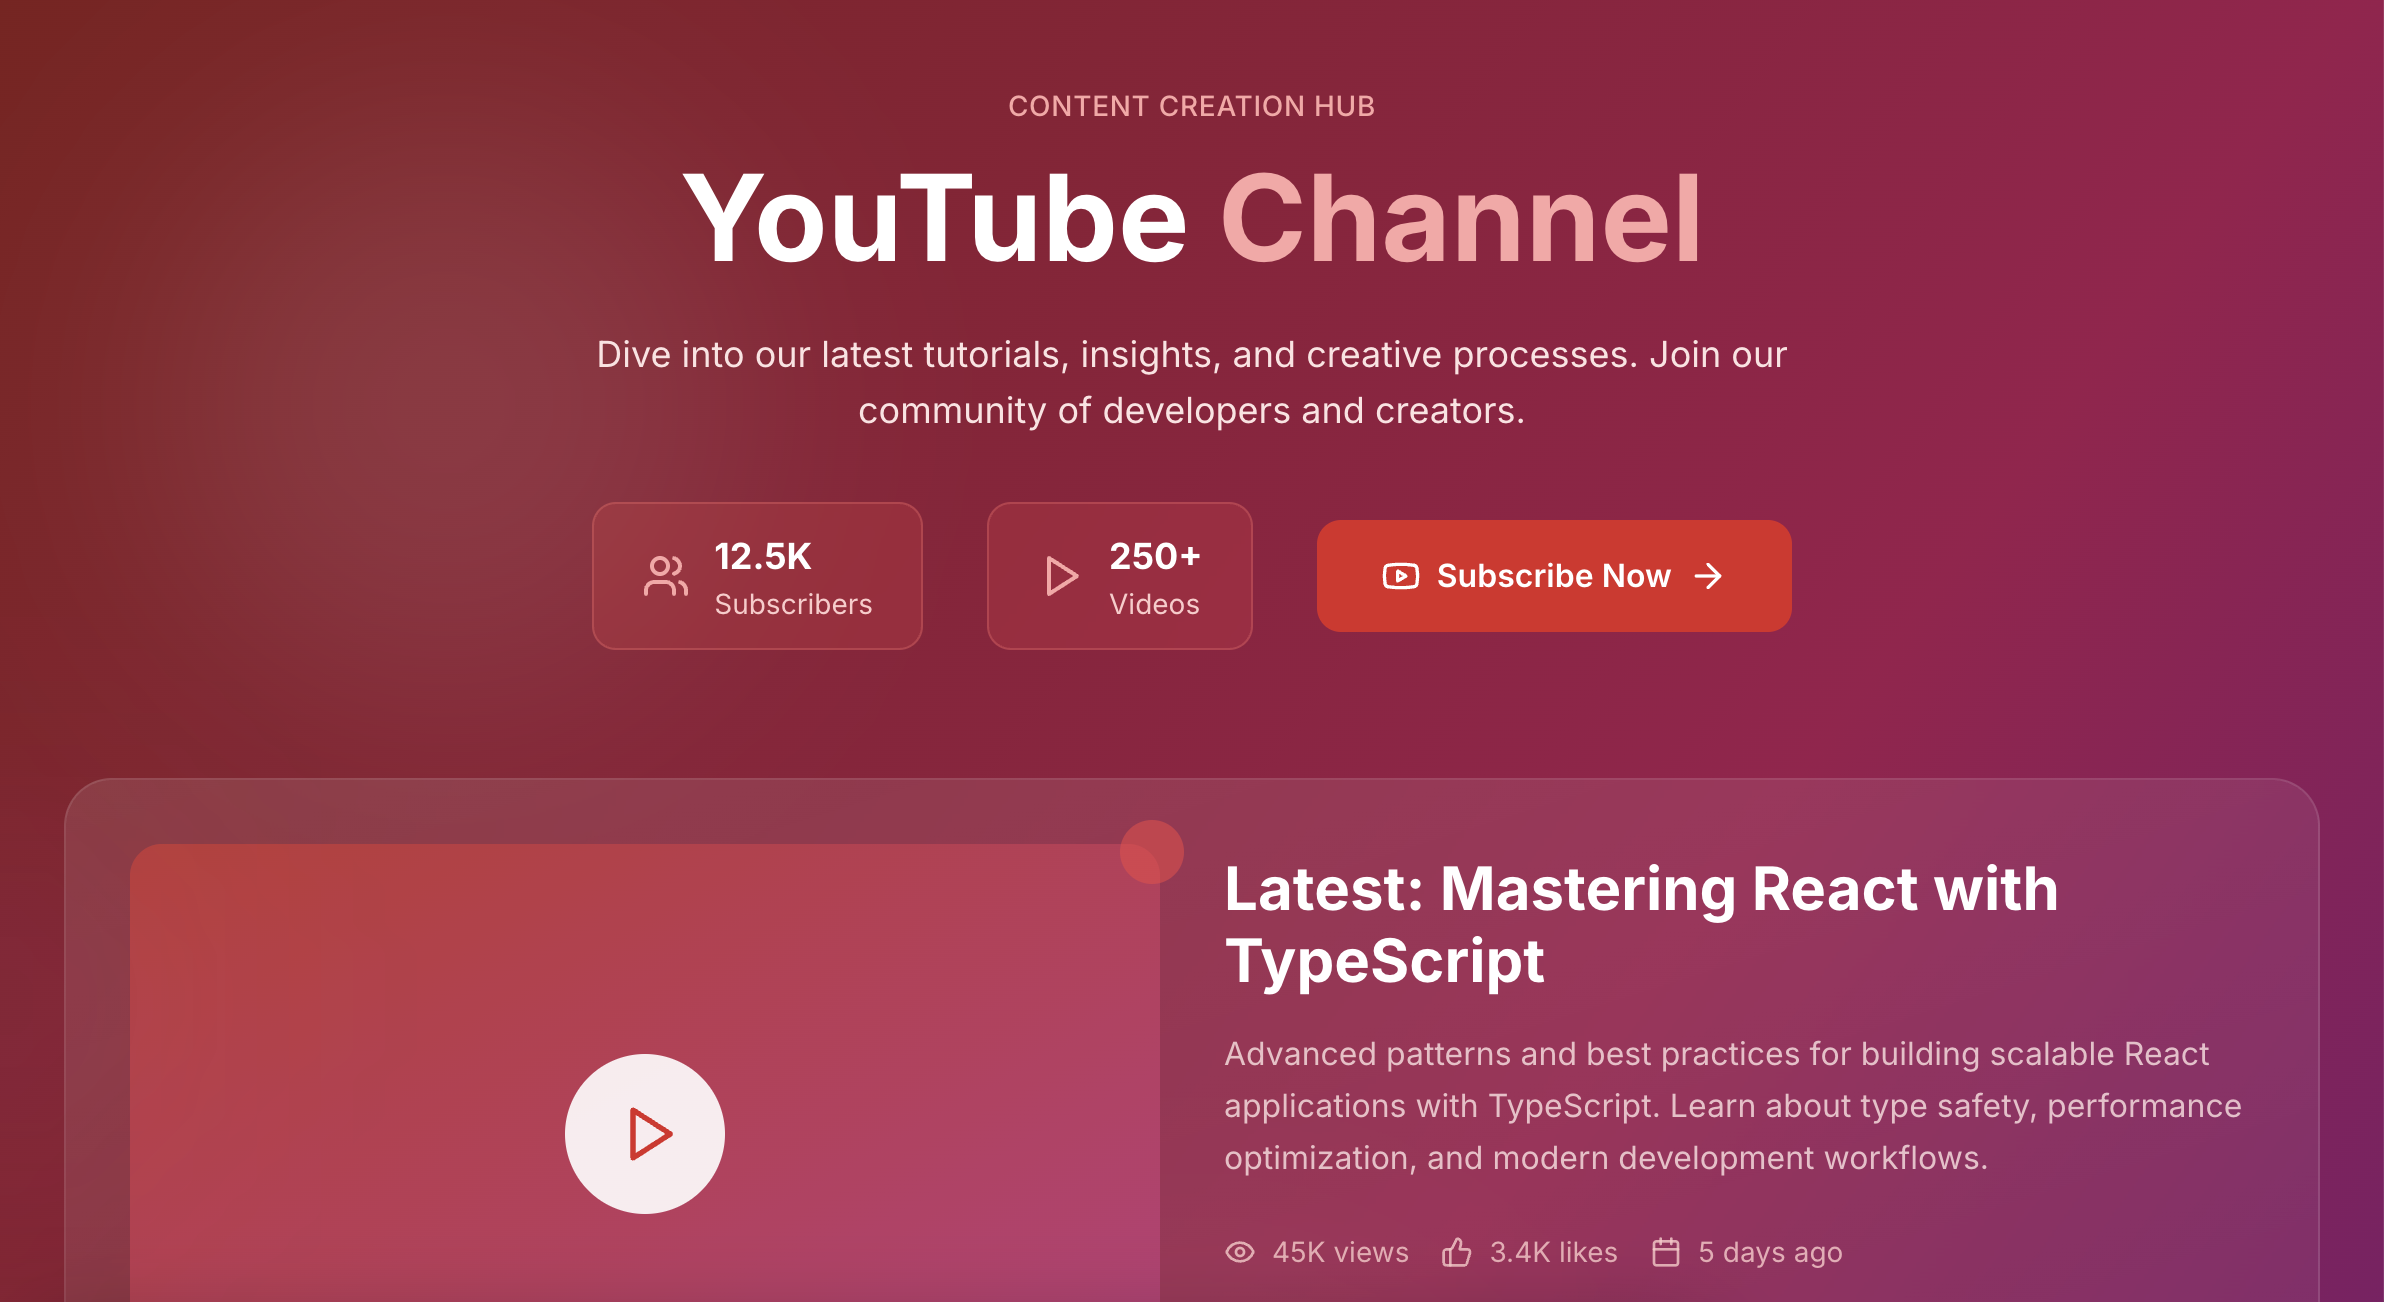 CONTENT CREATION HUB
YouTube Channel
Dive into our latest tutorials, insights, and creative processes. Join our
community of developers and creators.
12.5K
Subscribers
250+
Videos
Subscribe Now
Latest: Mastering React with
TypeScript
Advanced patterns and best practices for building scalable React
applications with TypeScript. Learn about type safety, performance
optimization, and modern development workflows.
45K views 3.4K likes 5 days ago